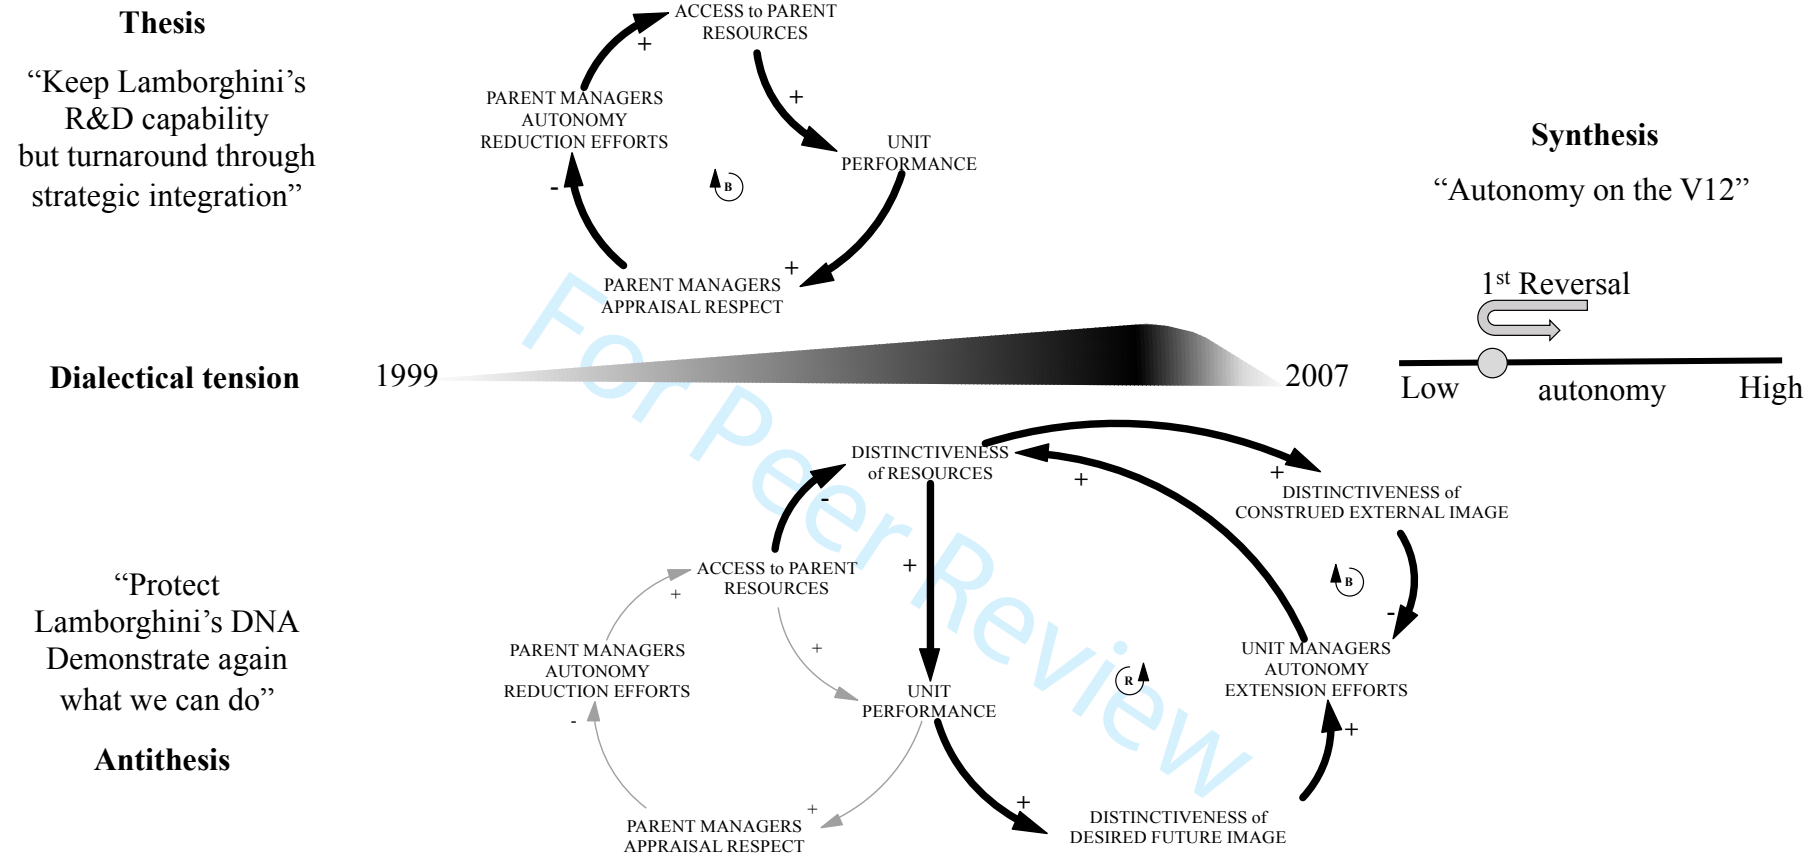 Thesis
“Keep Lamborghini’s
R&D capability
but turnaround through
strategic integration”
ACCESS to PARENT
RESOURCES
+
+
PARENT MANAGERS
AUTONOMY
REDUCTION EFFORTS
UNIT
PERFORMANCE
-
B
+
PARENT MANAGERS
APPRAISAL RESPECT
Synthesis
“Autonomy on the V12”
1st Reversal
Low
autonomy
High
Dialectical tension
1999
2007
For Peer Review
DISTINCTIVENESS
of RESOURCES
+
+
-
DISTINCTIVENESS of
CONSTRUED EXTERNAL IMAGE
+
ACCESS to PARENT
RESOURCES
+
B
-
“Protect
Lamborghini’s DNA
Demonstrate again
what we can do”
Antithesis
PARENT MANAGERS
AUTONOMY
REDUCTION EFFORTS
+
UNIT MANAGERS
AUTONOMY
EXTENSION EFFORTS
R
UNIT
PERFORMANCE
-
+
+
+
PARENT MANAGERS
APPRAISAL RESPECT
DISTINCTIVENESS of
DESIRED FUTURE IMAGE